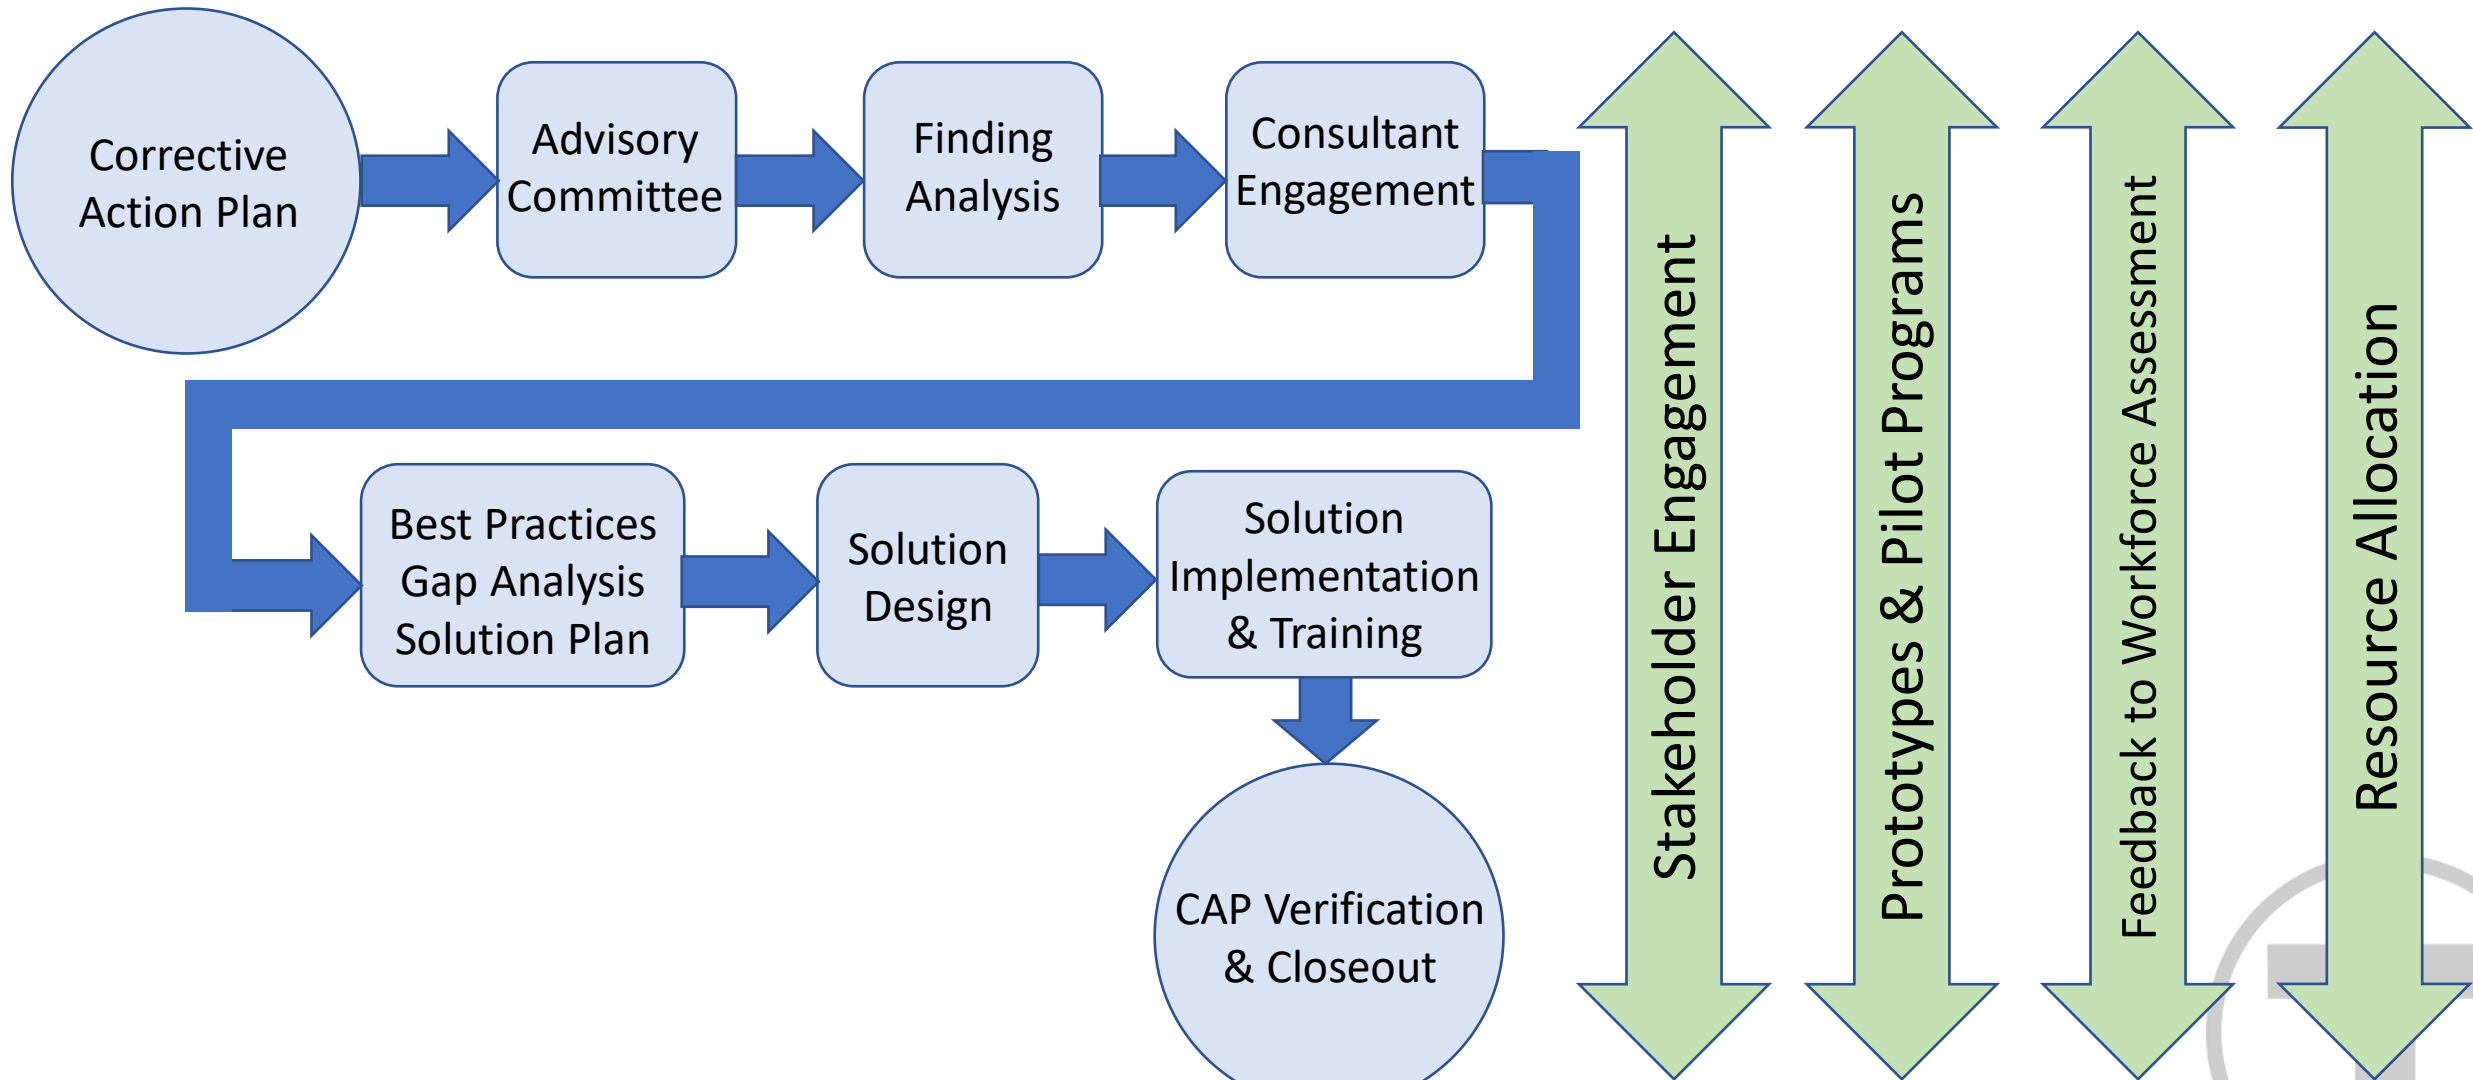 Corrective
Action Plan
Advisory
Committee
Finding
Analysis
Consultant
Engagement
Best Practices
Gap Analysis
Solution Plan
Solution
Design
Solution
Implementation
& Training
CAP Verification
& Closeout
Stakeholder Engagement
Prototypes & Pilot Programs
Feedback to Workforce Assessment
Resource Allocation
T